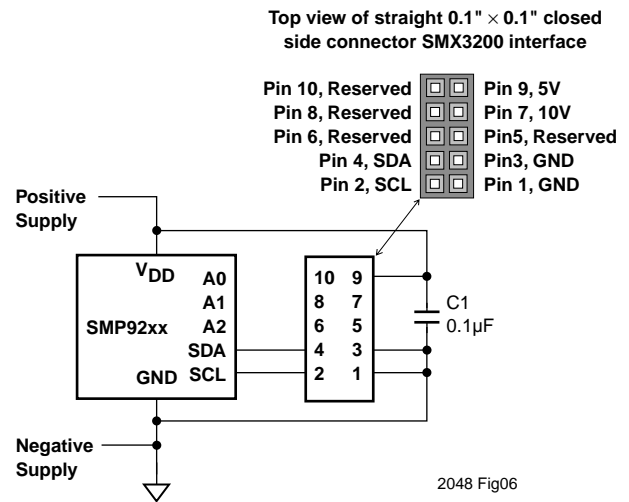 Top view of straight 0.1" × 0.1" closed
side connector SMX3200 interface
Pin 10, Reserved Pin 9, 5V
Pin 8, Reserved Pin 7, 10V
Pin 6, Reserved Pin5, Reserved
Pin 4, SDA Pin3, GND
Pin 2, SCL Pin 1, GND
Positive
Supply
VDD
A0
A1
SMP92xx A2
SDA
GND SCL
10 9
8 7
6 5
4 3
2 1
C1
0.1µF
Negative
Supply
2048 Fig06